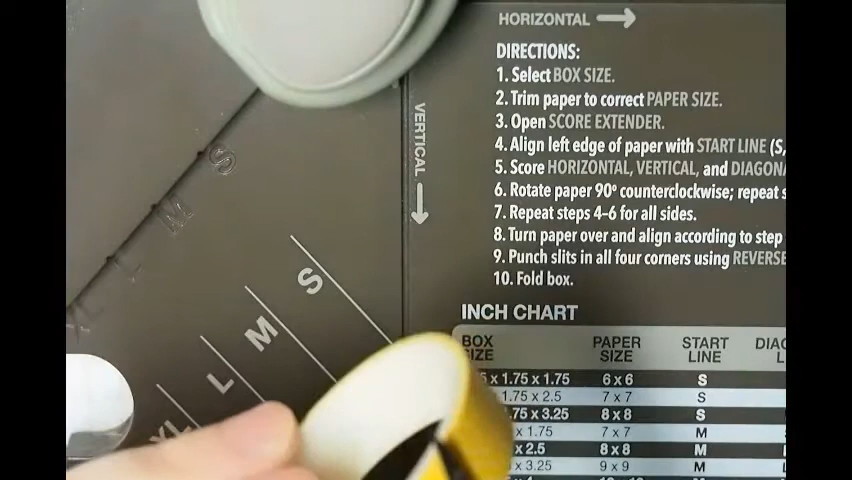 HORIZONTAL
DIRECTIONS:
1. Select BOX SIZE.
2. Trim paper to correct PAPER SIZE.
3. Open SCORE EXTENDER.
4. Align left edge of paper with START LINE (S,
5. Score HORIZONTAL, VERTICAL, and
6. Rotate paper 90º counterclockwise; repeat
7. Repeat steps 4–6 for all sides.
8. Turn paper over and align according to step
9. Punch slits in all four corners using REVERSE
10. Fold box.
VERTICAL
S
M
L
XL
S
M
L
XL
INCH CHART
BOX SIZE PAPER SIZE START LINE
x 1.75 x 1.75 6 x 6 S
1.75 x 2.5 7 x 7 S
.75 x 3.25 8 x 8 S
x 1.75 7 x 7 M
x 2.5 8 x 8 M
x 3.25 9 x 9 M